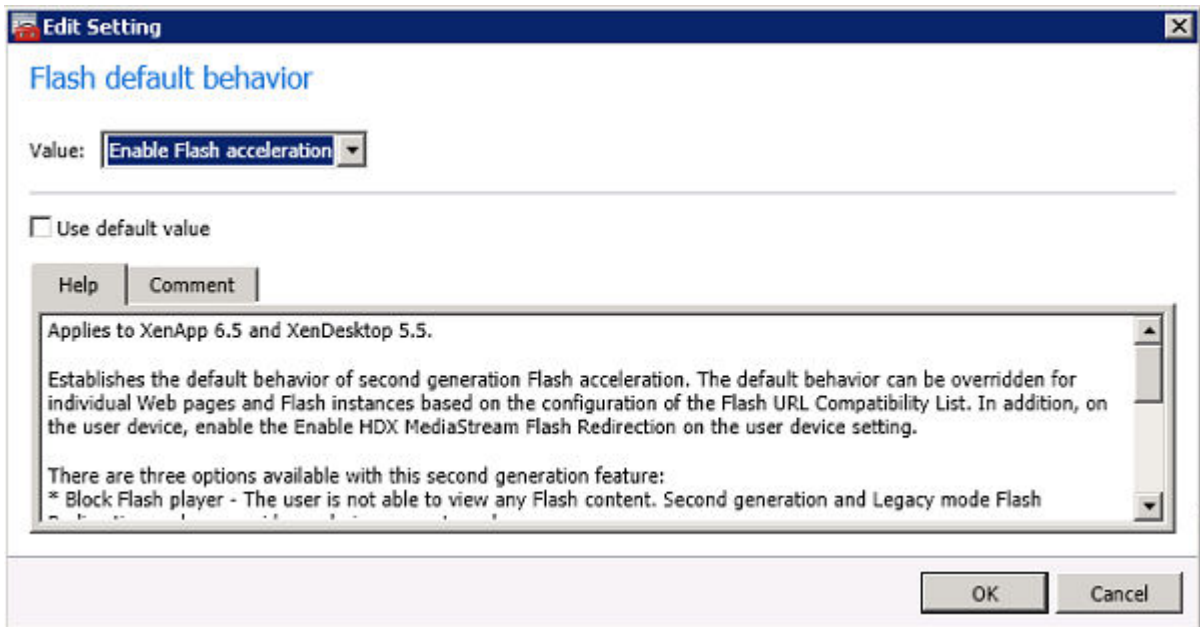 Edit Setting
Flash default behavior
Value: Enable Flash acceleration
Use default value
Help Comment
Applies to XenApp 6.5 and XenDesktop 5.5.
Establishes the default behavior of second generation Flash acceleration. The default behavior can be overridden for
individual Web pages and Flash instances based on the configuration of the Flash URL Compatibility List. In addition, on
the user device, enable the Enable HDX MediaStream Flash Redirection on the user device setting.
There are three options available with this second generation feature:
* Block Flash player - The user is not able to view any Flash content. Second generation and Legacy mode Flash
OK Cancel